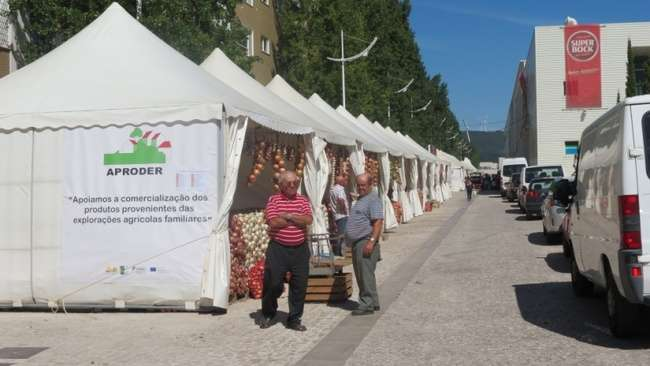 APRODER
"Apoiamos a comercialização dos
produtos provenientes das
explorações agrícolas familiares"
SUPER
BOCK